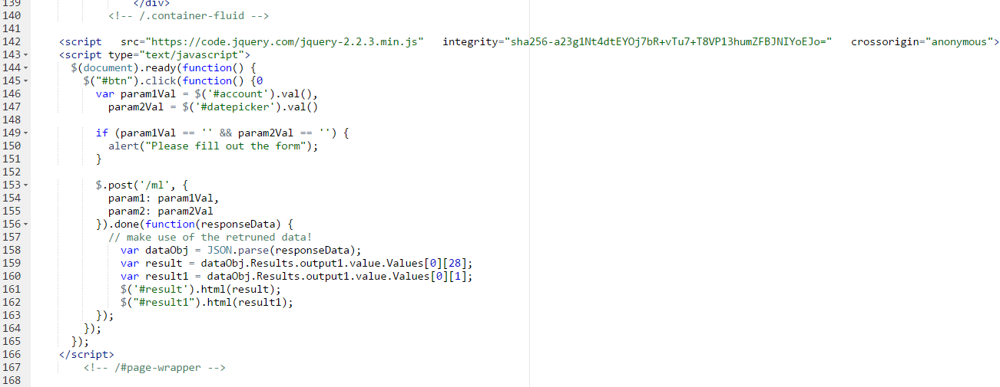 139 </div>
140 <!-- /.container-fluid -->
141
142 <script   src="https://code.jquery.com/jquery-2.2.3.min.js"   integrity="sha256-a23g1Nt4dtEYOj7bR+vTu7+T8VP13humZFBJNIYoEJo="   crossorigin="anonymous">
143 <script type="text/javascript">
144 $(document).ready(function() {
145 $("#btn").click(function() {0
146 var param1Val = $('#account').val(),
147 param2Val = $('#datepicker').val()
148
149 if (param1Val == '' && param2Val == '') {
150 alert("Please fill out the form");
151 }
152
153 $.post('/ml', {
154 param1: param1Val,
155 param2: param2Val
156 }).done(function(responseData) {
157 // make use of the retruned data!
158 var dataObj = JSON.parse(responseData);
159 var result = dataObj.Results.output1.value.Values[0][28];
160 var result1 = dataObj.Results.output1.value.Values[0][1];
161 $('#result').html(result);
162 $("#result1").html(result1);
163 });
164 });
165 });
166 </script>
167 <!-- /#page-wrapper -->
168